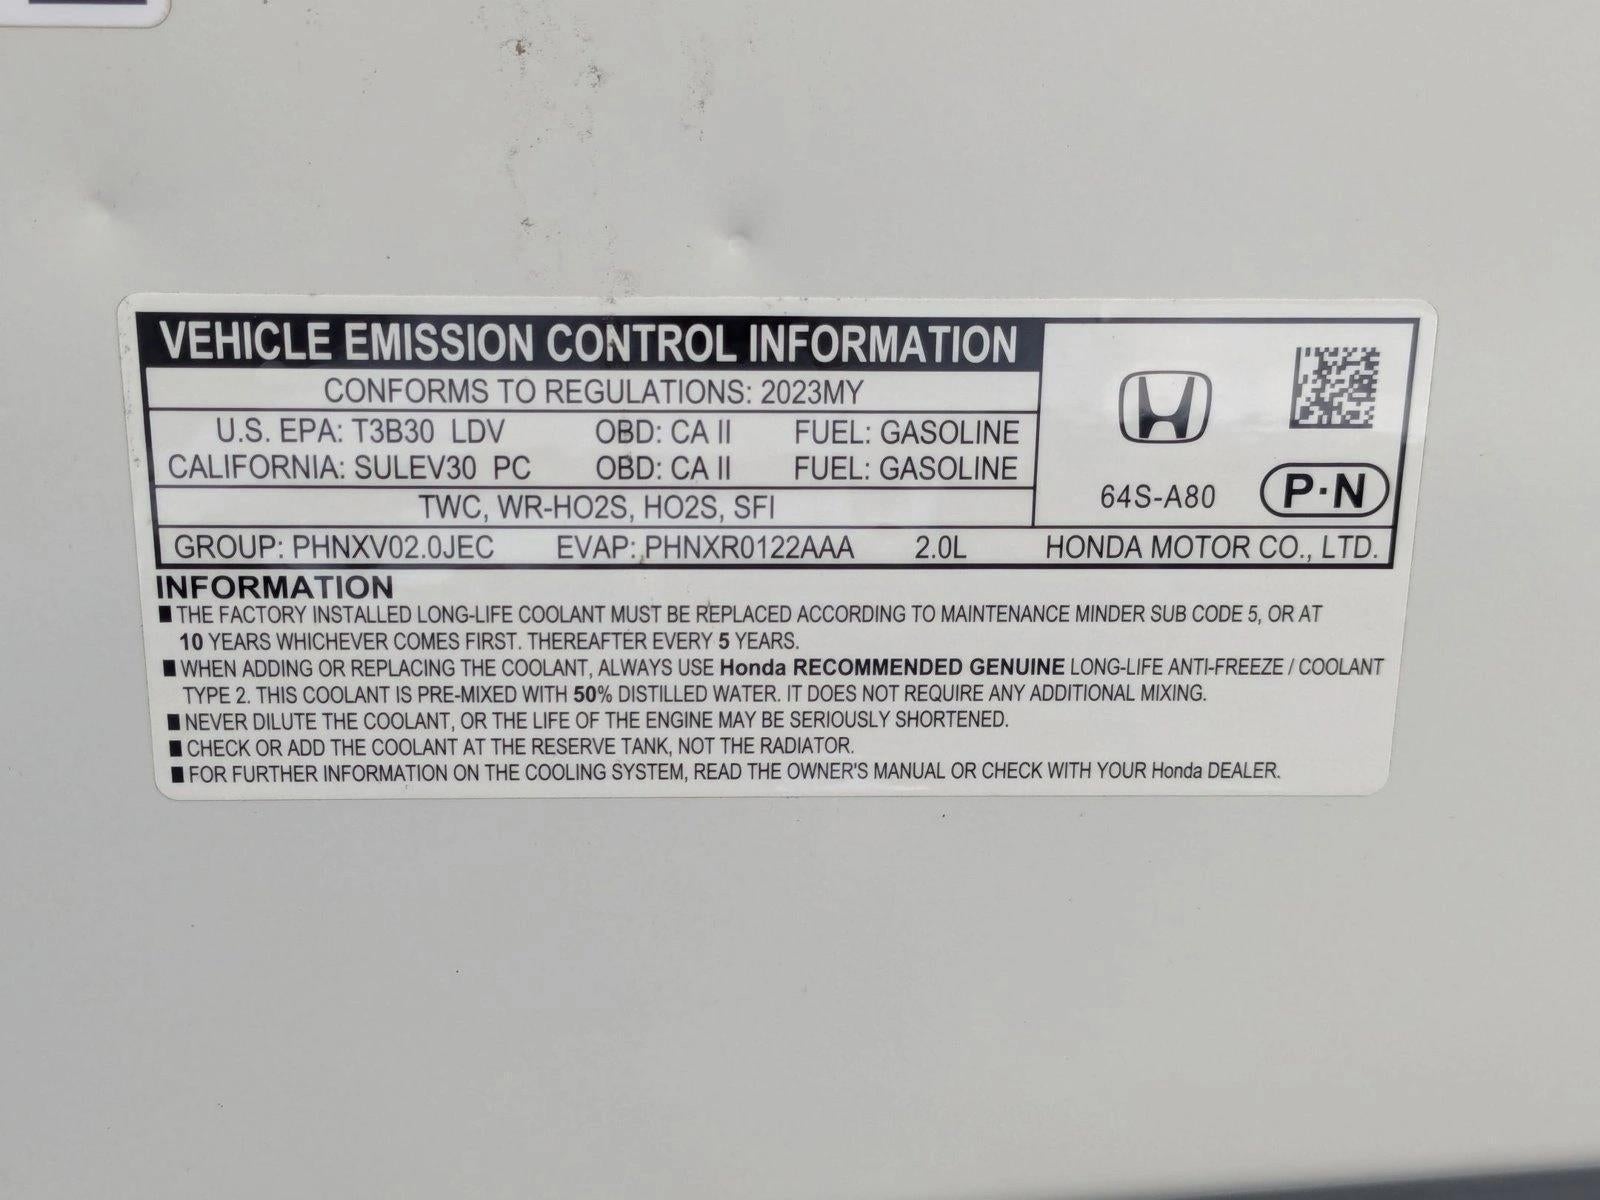 VEHICLE EMISSION CONTROL INFORMATION
CONFORMS TO REGULATIONS: 2023MY
U.S. EPA: T3B30 LDV OBD: CA II FUEL: GASOLINE
CALIFORNIA: SULEV30 PC OBD: CA II FUEL: GASOLINE
TWC, WR-HO2S, HO2S, SFI
64S-A80 P·N
GROUP: PHNXV02.0JEC EVAP: PHNXR0122AAA 2.0L HONDA MOTOR CO., LTD.
INFORMATION
■ THE FACTORY INSTALLED LONG-LIFE COOLANT MUST BE REPLACED ACCORDING TO MAINTENANCE MINDER SUB CODE 5, OR AT
10 YEARS WHICHEVER COMES FIRST. THEREAFTER EVERY 5 YEARS.
■ WHEN ADDING OR REPLACING THE COOLANT, ALWAYS USE Honda RECOMMENDED GENUINE LONG-LIFE ANTI-FREEZE / COOLANT
TYPE 2. THIS COOLANT IS PRE-MIXED WITH 50% DISTILLED WATER. IT DOES NOT REQUIRE ANY ADDITIONAL MIXING.
■ NEVER DILUTE THE COOLANT, OR THE LIFE OF THE ENGINE MAY BE SERIOUSLY SHORTENED.
■ CHECK OR ADD THE COOLANT AT THE RESERVE TANK, NOT THE RADIATOR.
■ FOR FURTHER INFORMATION ON THE COOLING SYSTEM, READ THE OWNER'S MANUAL OR CHECK WITH YOUR Honda DEALER.